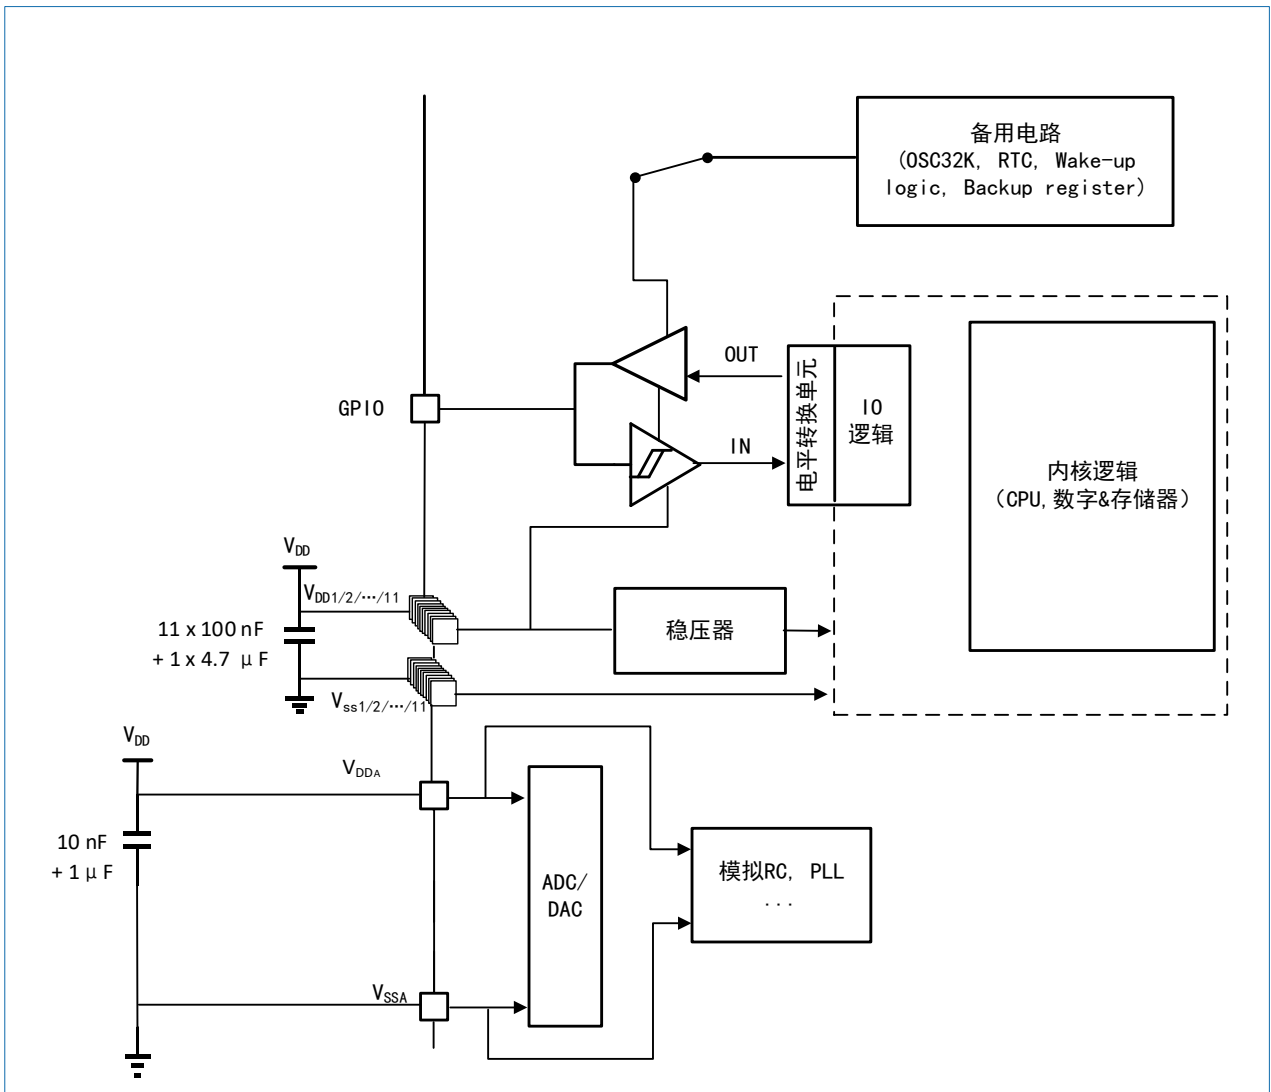 备用电路
(OSC32K, RTC, Wake-up
logic, Backup register)
OUT
GPIO
电平转换单元
IO
逻辑
IN
内核逻辑
(CPU,数字&存储器)
VDD
VDD1/2/…/11
11 x 100 nF
+ 1 x 4.7 μF
稳压器
Vss1/2/…/11
VDD
VDDA
10 nF
+ 1 μF
ADC/
DAC
模拟RC, PLL
...
VSSA